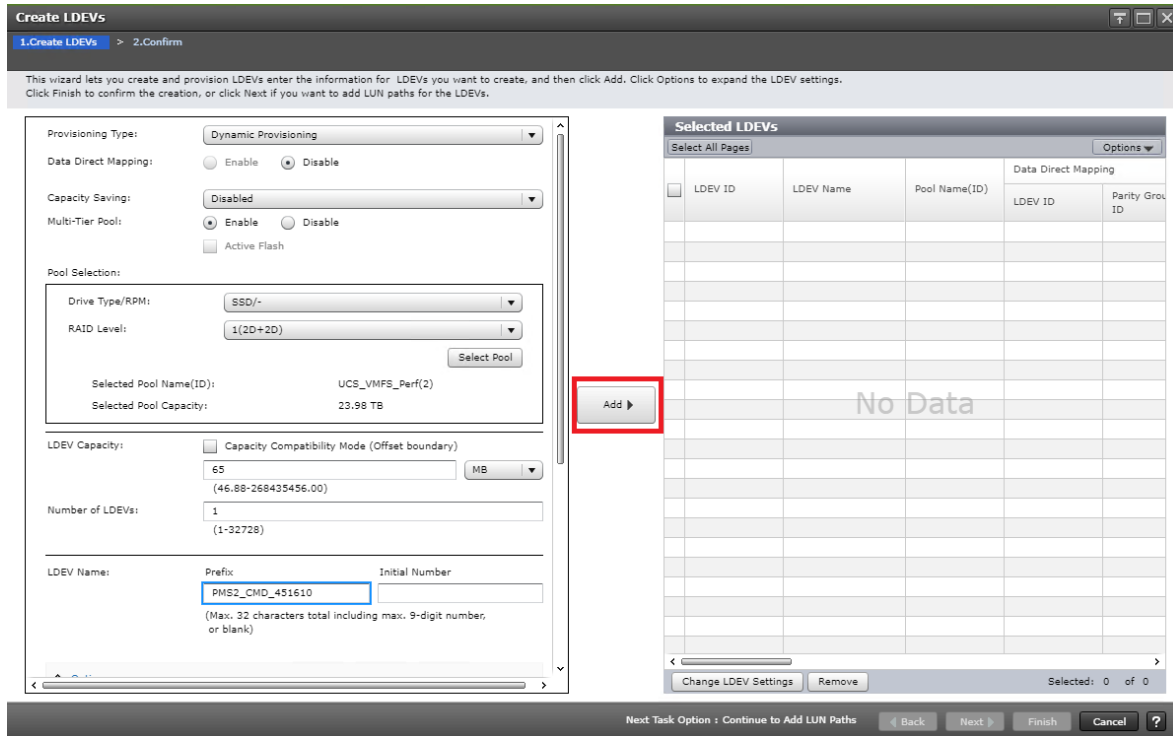 Create LDEVs
1.Create LDEVs > 2.Confirm
This wizard lets you create and provision LDEVs enter the information for LDEVs you want to create, and then click Add. Click Options to expand the LDEV settings.
Click Finish to confirm the creation, or click Next if you want to add LUN paths for the LDEVs.
Provisioning Type: Dynamic Provisioning
Data Direct Mapping: Enable Disable
Capacity Saving: Disabled
Multi-Tier Pool: Enable Disable
Active Flash
Pool Selection:
Drive Type/RPM: SSD/-
RAID Level: 1(2D+2D)
Select Pool
Selected Pool Name(ID): UCS_VMFS_Perf(2)
Selected Pool Capacity: 23.98 TB
LDEV Capacity: Capacity Compatibility Mode (Offset boundary)
65 MB
(46.88-268435456.00)
Number of LDEVs: 1
(1-32728)
LDEV Name: Prefix Initial Number
PMS2_CMD_451610
(Max. 32 characters total including max. 9-digit number,
or blank)
Add
Selected LDEVs
Select All Pages Options
LDEV ID LDEV Name Pool Name(ID) Data Direct Mapping
LDEV ID Parity Grou
ID
No Data
Change LDEV Settings Remove Selected: 0 of 0
Next Task Option : Continue to Add LUN Paths Back Next Finish Cancel ?